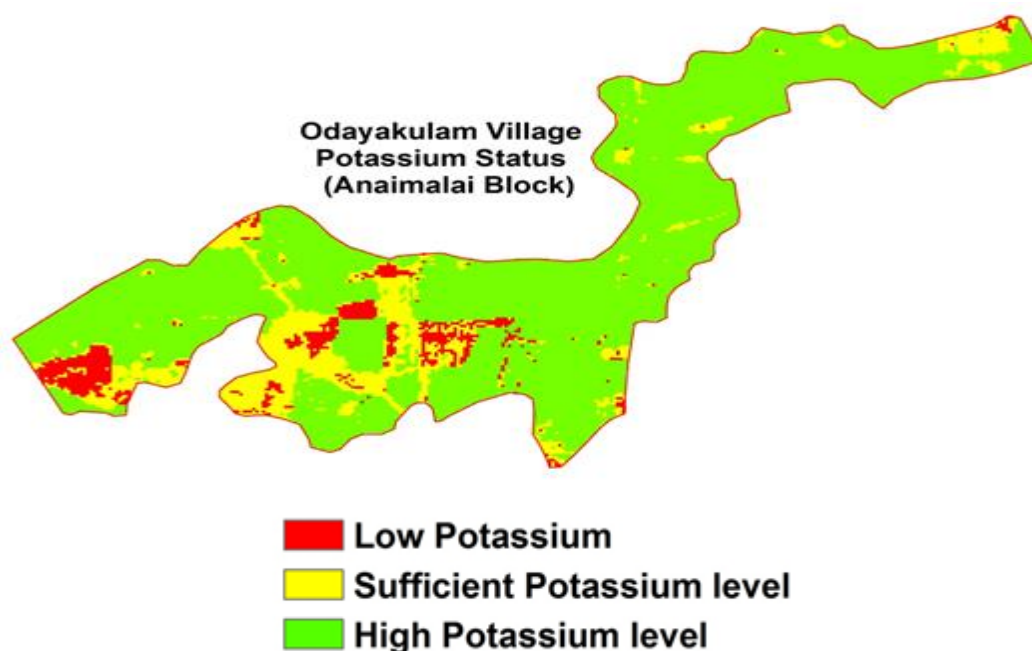 Odayakulam Village
Potassium Status
(Anaimalai Block)
Low Potassium
Sufficient Potassium level
High Potassium level